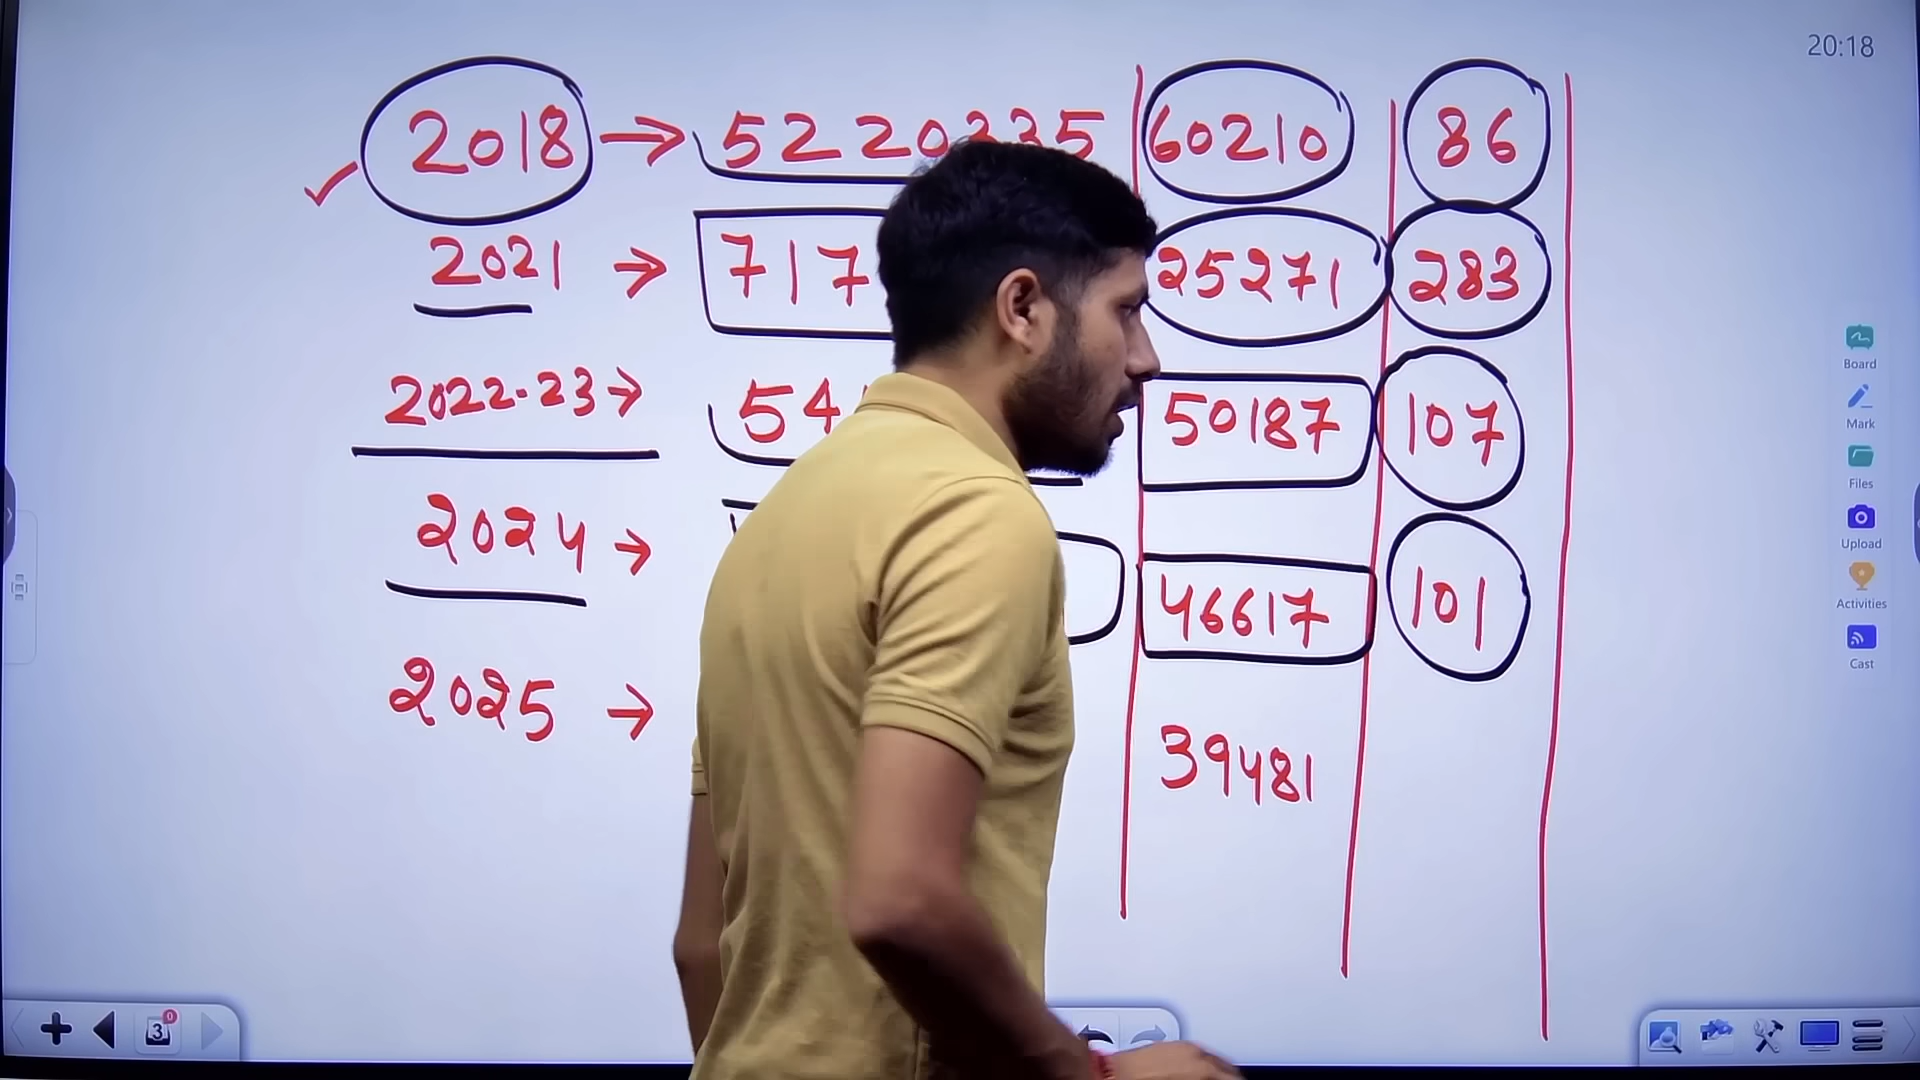 20:18
2018 → 5220335 60210 86
2021 → 717 25271 283
2022-23 → 54 50187 107
2024 → 46617 101
2025 → 39481
Board
Mark
Files
Upload
Activities
Cast
3 0